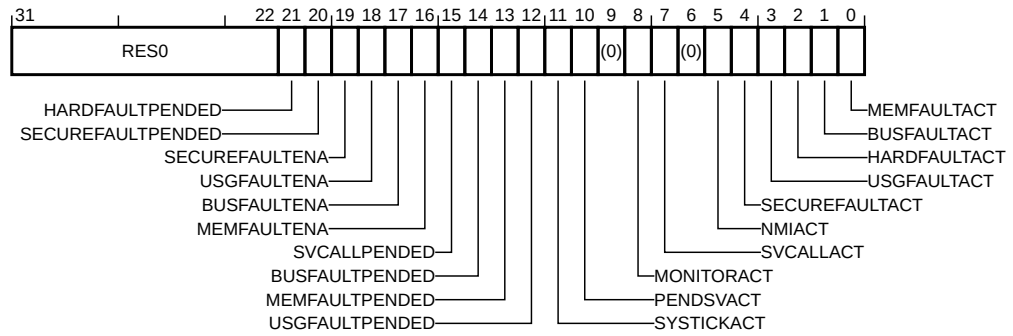 31 22 21 20 19 18 17 16 15 14 13 12 11 10 9 8 7 6 5 4 3 2 1 0
RES0 (0) (0)
HARDFAULTPENDED MEMFAULTACT
SECUREFAULTPENDED BUSFAULTACT
SECUREFAULTENA HARDFAULTACT
USGFAULTENA USGFAULTACT
BUSFAULTENA SECUREFAULTACT
MEMFAULTENA NMIACT
SVCALLPENDED SVCALLACT
BUSFAULTPENDED MONITORACT
MEMFAULTPENDED PENDSVACT
USGFAULTPENDED SYSTICKACT